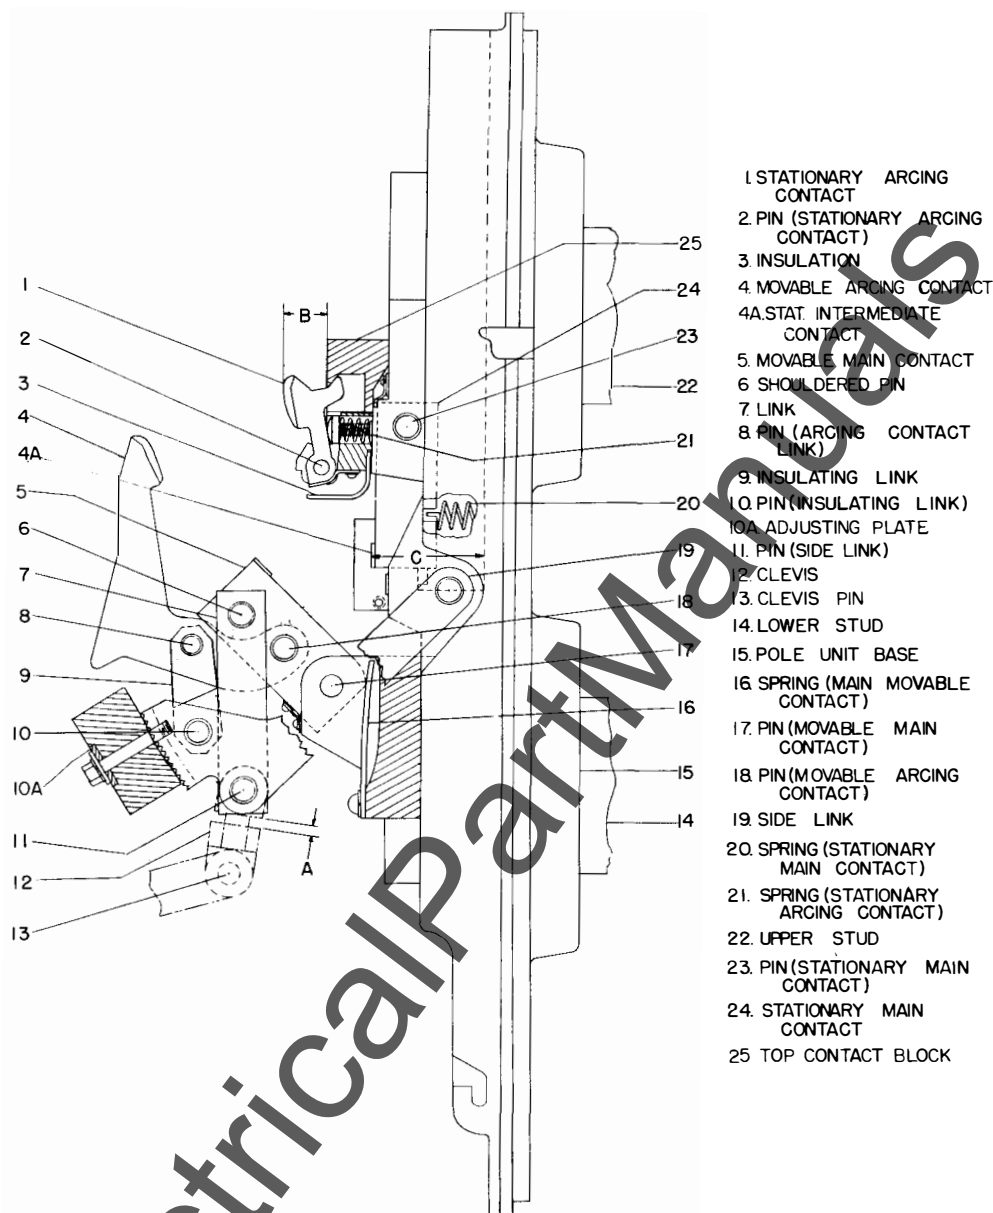 1
2
3
4
4A
5
6
7
8
9
10
10A
11
12
13
B
C
A
25
24
23
22
21
20
19
18
17
16
15
14
1. STATIONARY ARCING
CONTACT
2. PIN (STATIONARY ARCING
CONTACT)
3. INSULATION
4. MOVABLE ARCING CONTACT
4A. STAT. INTERMEDIATE
CONTACT
5. MOVABLE MAIN CONTACT
6 SHOULDERED PIN
7. LINK
8. PIN (ARCING CONTACT
LINK)
9. INSULATING LINK
10. PIN (INSULATING LINK)
10A. ADJUSTING PLATE
11. PIN (SIDE LINK)
12. CLEVIS
13. CLEVIS PIN
14. LOWER STUD
15. POLE UNIT BASE
16. SPRING (MAIN MOVABLE
CONTACT)
17. PIN (MOVABLE MAIN
CONTACT)
18. PIN (MOVABLE ARCING
CONTACT)
19. SIDE LINK
20. SPRING (STATIONARY
MAIN CONTACT)
21. SPRING (STATIONARY
ARCING CONTACT)
22. UPPER STUD
23. PIN (STATIONARY MAIN
CONTACT)
24. STATIONARY MAIN
CONTACT
25 TOP CONTACT BLOCK
ctricalPartManuals